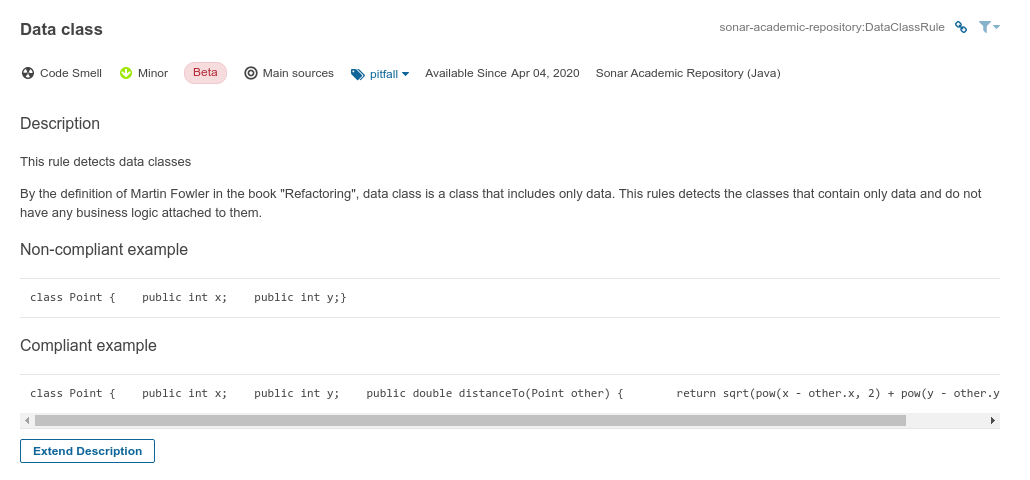 Data class
sonar-academic-repository:DataClassRule
Code Smell Minor Beta Main sources pitfall Available Since Apr 04, 2020 Sonar Academic Repository (Java)
Description
This rule detects data classes
By the definition of Martin Fowler in the book "Refactoring", data class is a class that includes only data. This rules detects the classes that contain only data and do not
have any business logic attached to them.
Non-compliant example
class Point {    public int x;    public int y;}
Compliant example
class Point {    public int x;    public int y;    public double distanceTo(Point other) {        return sqrt(pow(x - other.x, 2) + pow(y - other.y
Extend Description